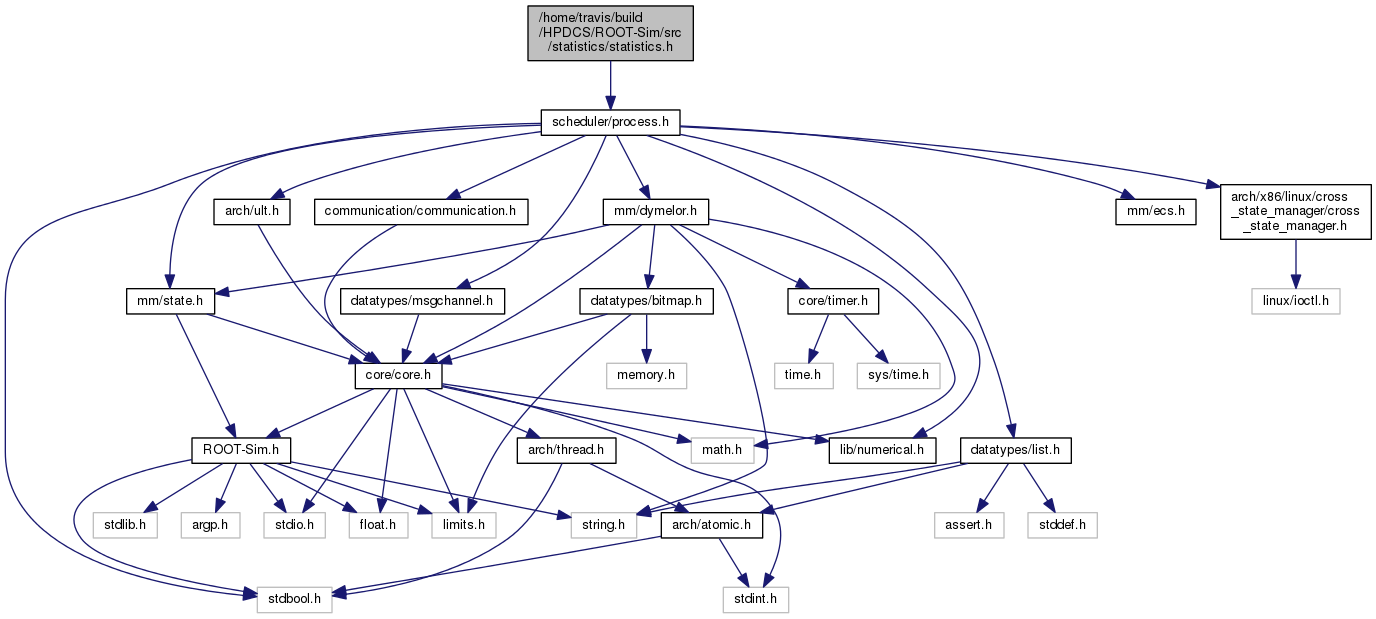 /home/travis/build
/HPDCS/ROOT-Sim/src
/statistics/statistics.h
scheduler/process.h
arch/ult.h
communication/communication.h
mm/dymelor.h
mm/ecs.h
arch/x86/linux/cross
_state_manager/cross
_state_manager.h
mm/state.h
datatypes/msgchannel.h
datatypes/bitmap.h
core/timer.h
linux/ioctl.h
core/core.h
memory.h
time.h
sys/time.h
ROOT-Sim.h
arch/thread.h
math.h
lib/numerical.h
datatypes/list.h
stdlib.h
argp.h
stdio.h
float.h
limits.h
string.h
arch/atomic.h
assert.h
stddef.h
stdbool.h
stdint.h